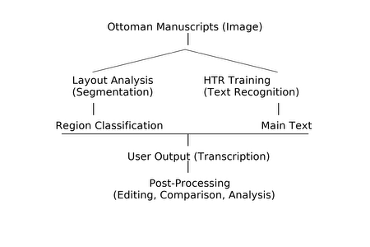 Ottoman Manuscripts (Image)
Layout Analysis
(Segmentation)
HTR Training
(Text Recognition)
Region Classification
Main Text
User Output (Transcription)
Post-Processing
(Editing, Comparison, Analysis)